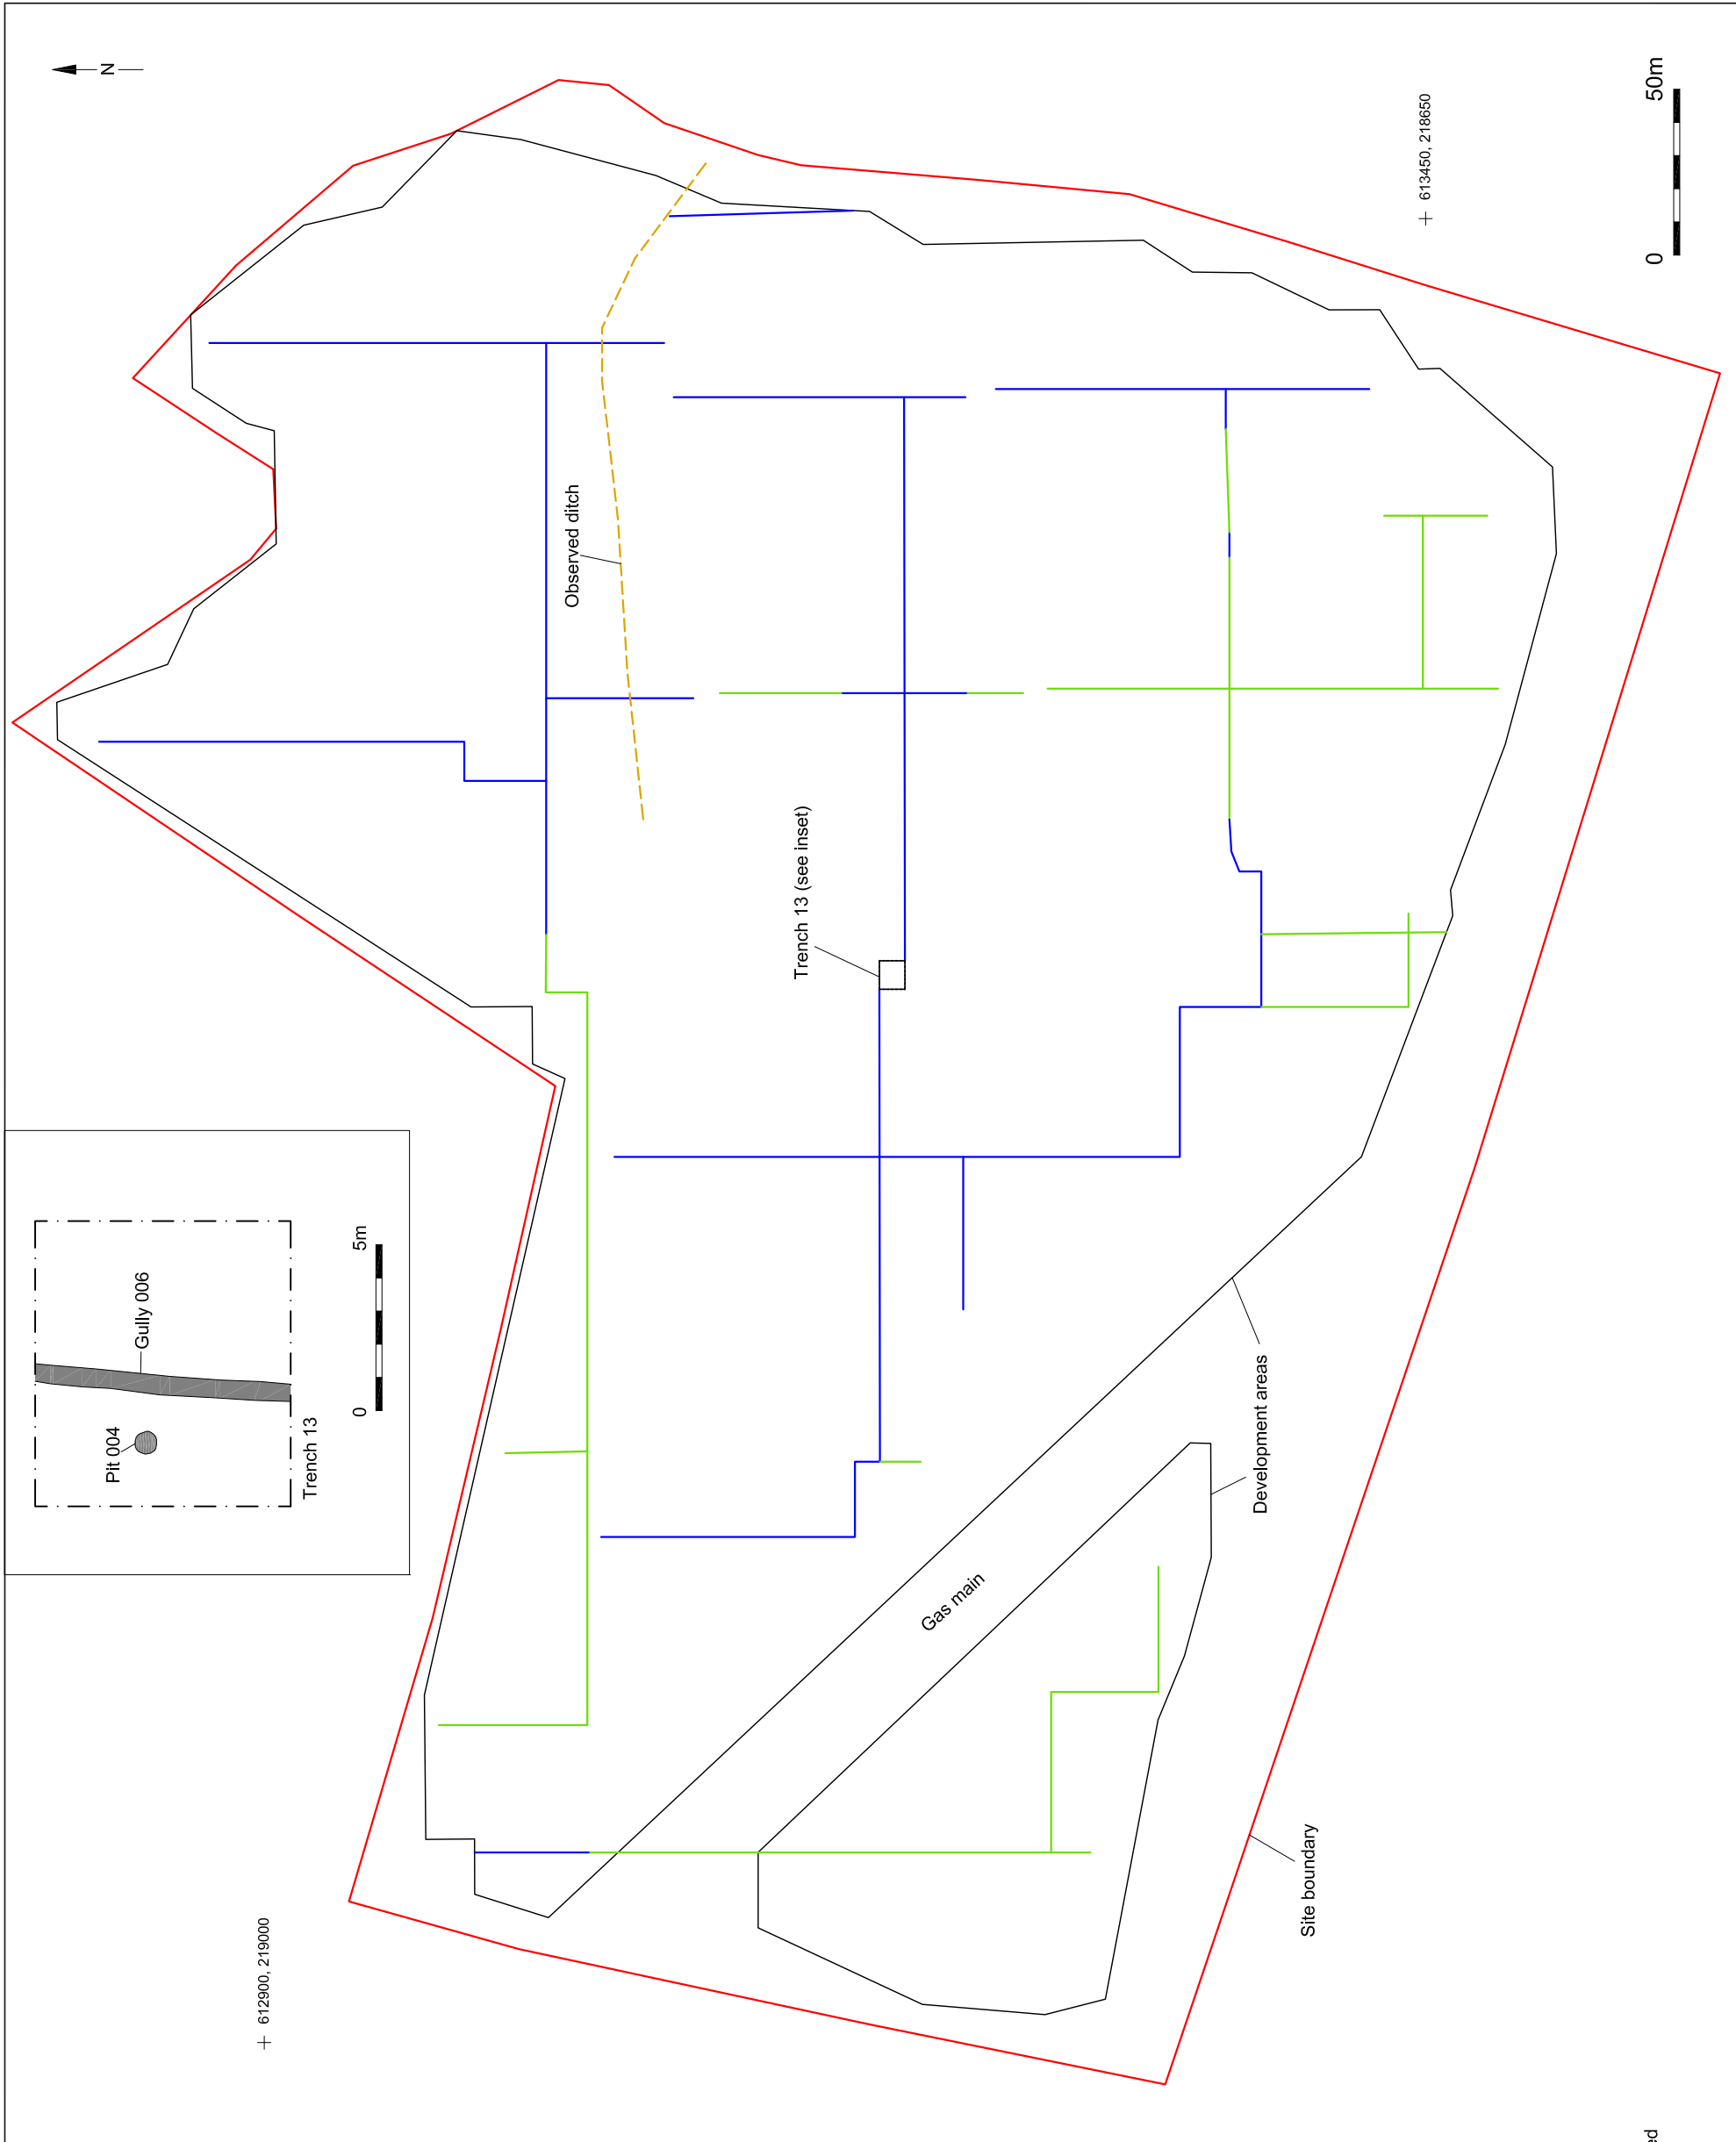 N
Pit 004
Gully 006
Trench 13
0
5m
Observed ditch
Trench 13 (see inset)
Gas main
Development areas
Site boundary
612900, 219000
613450, 218650
0
50m